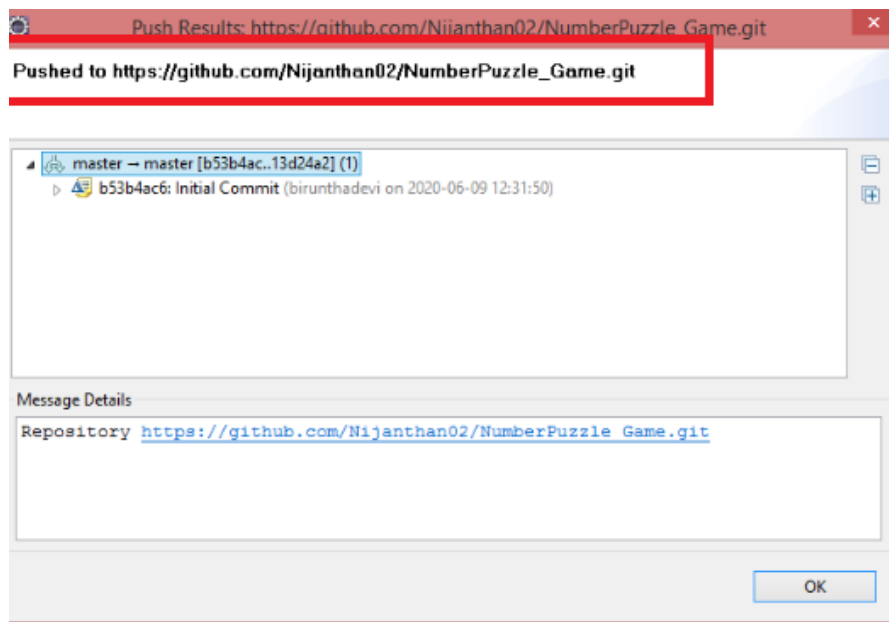 Push Results: https://github.com/Nijanthan02/NumberPuzzle_Game.git
Pushed to https://github.com/Nijanthan02/NumberPuzzle_Game.git
master → master [b53b4ac..13d24a2] (1)
b53b4ac6: Initial Commit (birunthadevi on 2020-06-09 12:31:50)
Message Details
Repository https://github.com/Nijanthan02/NumberPuzzle_Game.git
OK